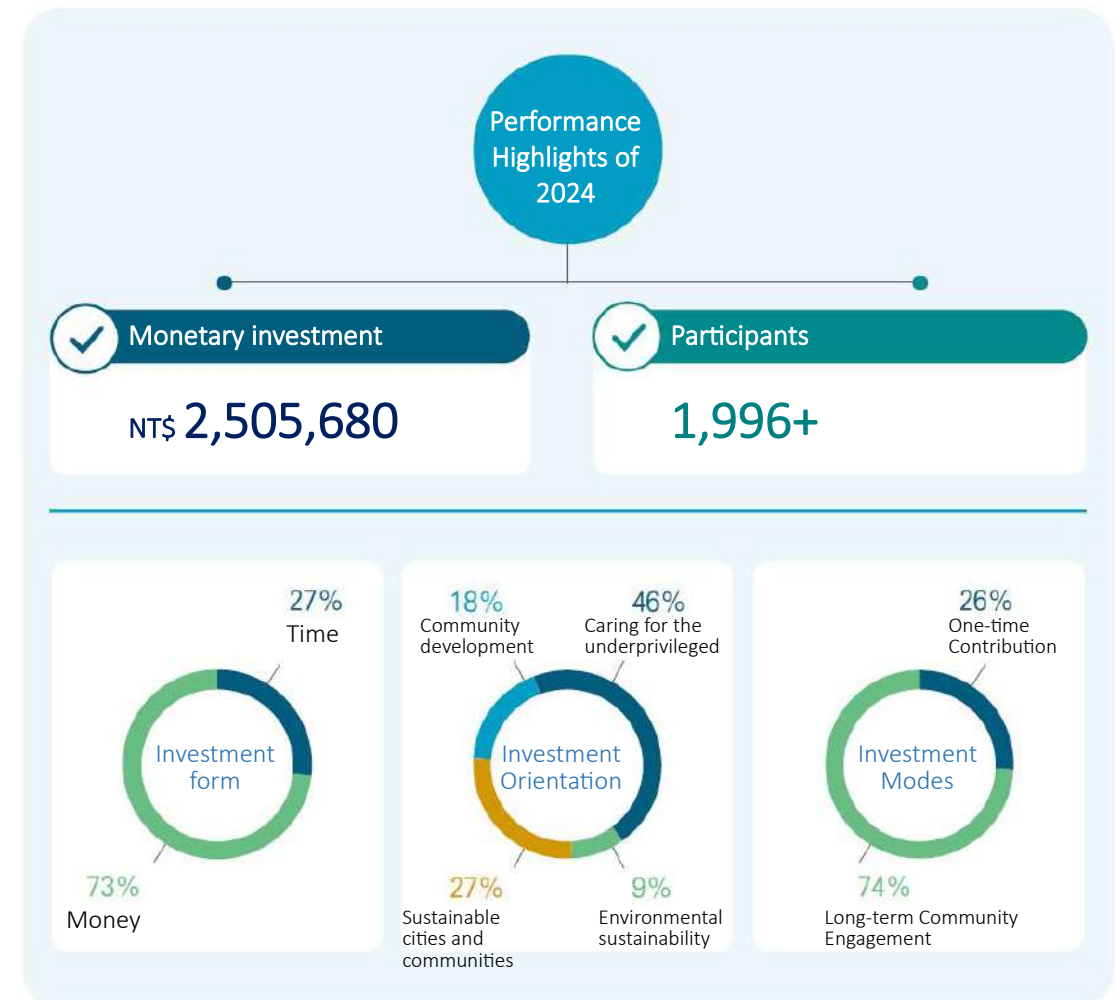 Performance
Highlights of
2024
Monetary investment
NT$ 2,505,680
Participants
1,996+
27%
Time
Investment
form
73%
Money
18%
Community
development
46%
Caring for the
underprivileged
Investment
Orientation
27%
Sustainable
cities and
communities
9%
Environmental
sustainability
26%
One-time
Contribution
Investment
Modes
74%
Long-term Community
Engagement